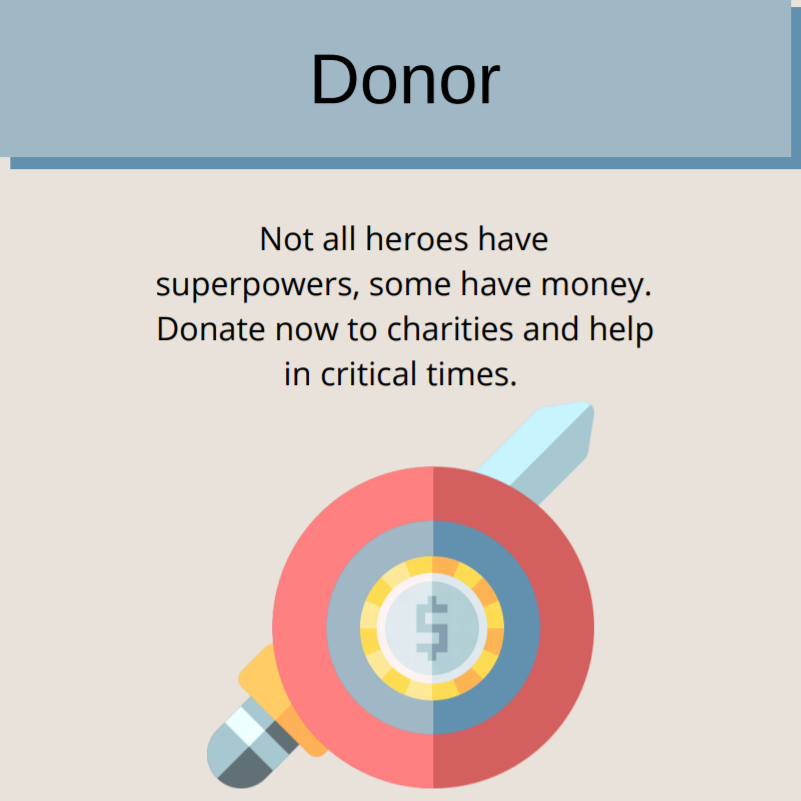 Donor
Not all heroes have
superpowers, some have money.
Donate now to charities and help
in critical times.
$